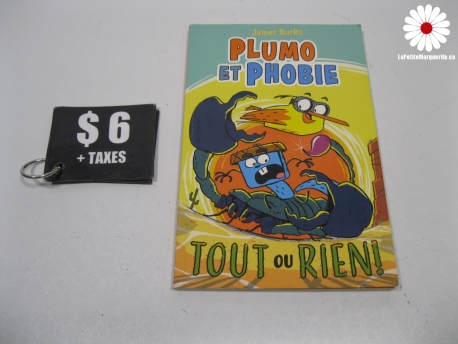 LaPetiteMarguerite.ca
$ 6
+ TAXES
James Burks
PLUMO
ET PHOBIE
TOUT OU RIEN!